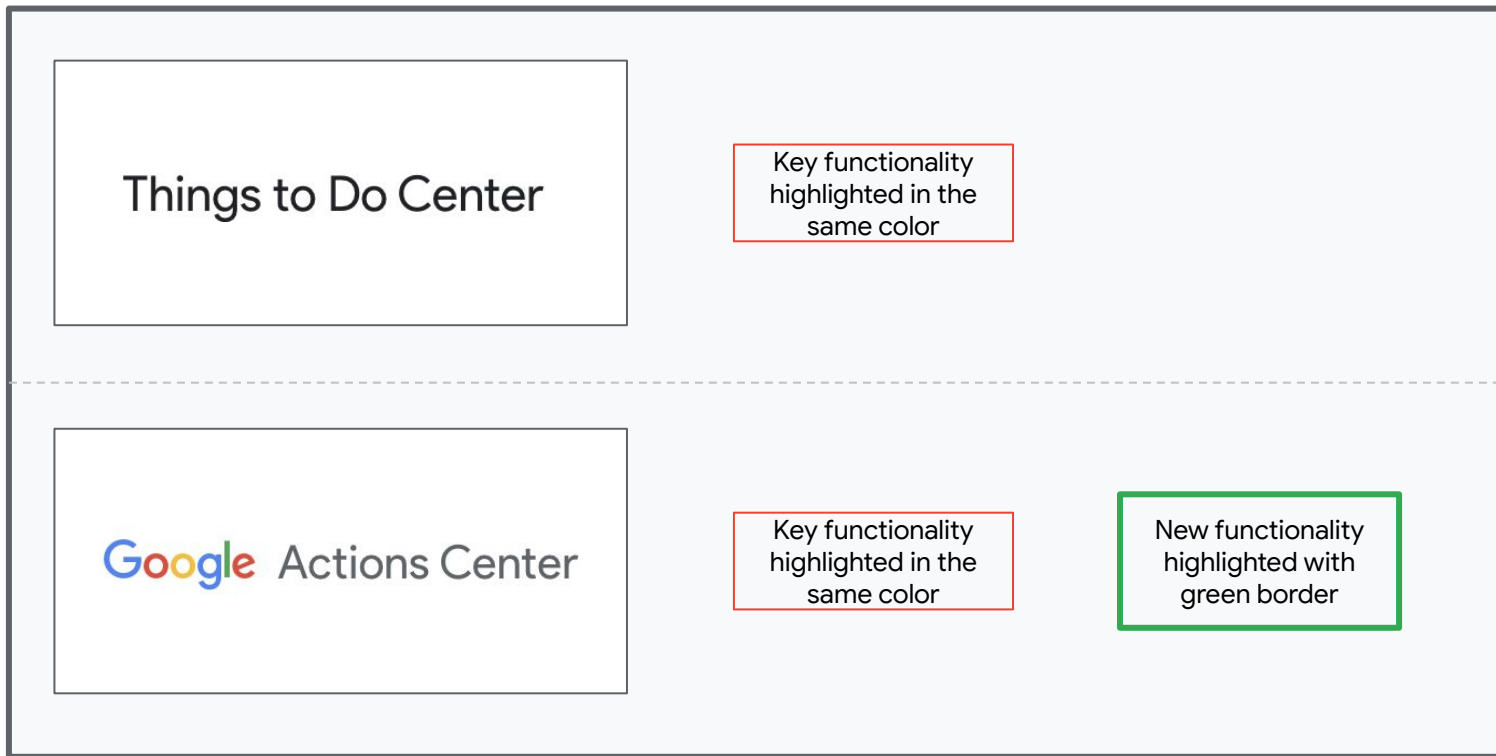 Things to Do Center
Key functionality
highlighted in the
same color
Google Actions Center
Key functionality
highlighted in the
same color
New functionality
highlighted with
green border